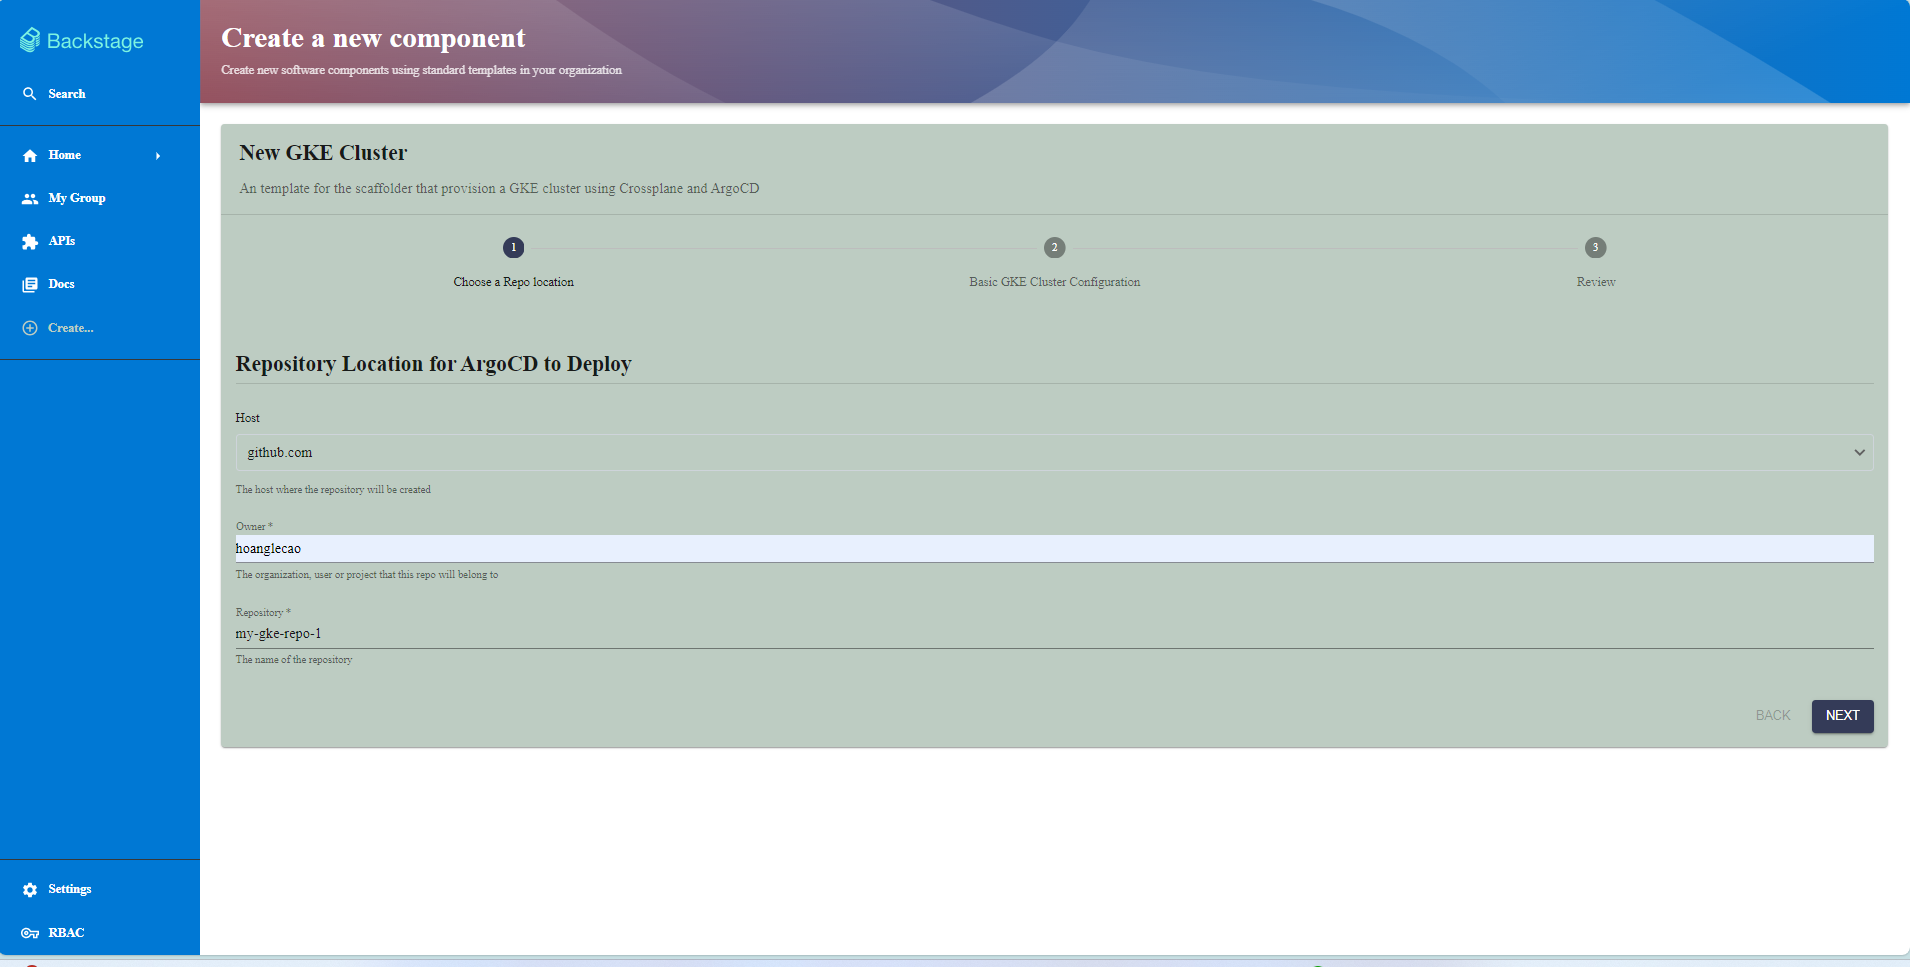 Backstage
Search
Home
My Group
APIs
Docs
Create...
Settings
RBAC
Create a new component
Create new software components using standard templates in your organization
New GKE Cluster
An template for the scaffolder that provision a GKE cluster using Crossplane and ArgoCD
1
Choose a Repo location
2
Basic GKE Cluster Configuration
3
Review
Repository Location for ArgoCD to Deploy
Host
github.com
The host where the repository will be created
Owner *
hoanglecao
The organization, user or project that this repo will belong to
Repository *
my-gke-repo-1
The name of the repository
BACK
NEXT